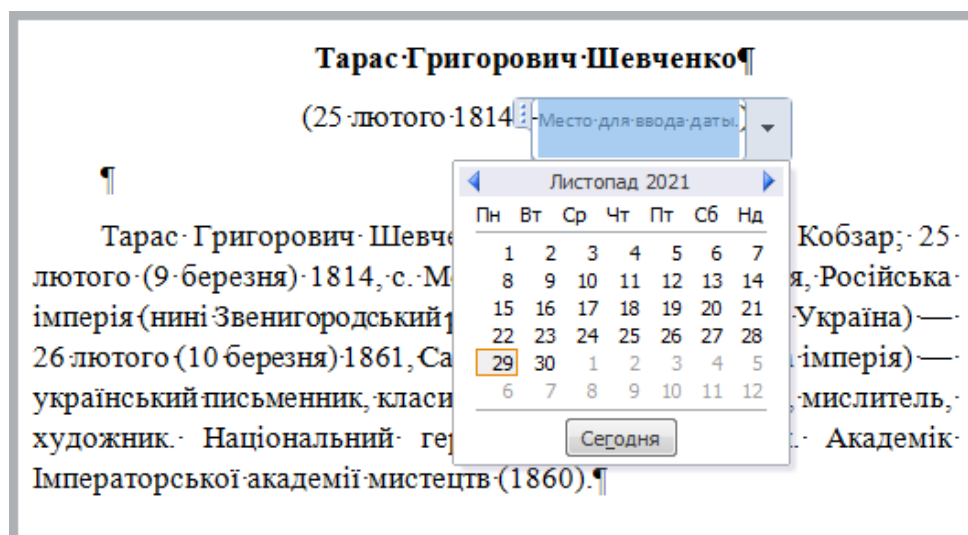 Тарас Григорович Шевченко¶
(25 лютого 1814 - Место для ввода даты.)
¶
Листопад 2021
Пн Вт Ср Чт Пт Сб Нд
1 2 3 4 5 6 7
8 9 10 11 12 13 14
15 16 17 18 19 20 21
22 23 24 25 26 27 28
29 30 1 2 3 4 5
6 7 8 9 10 11 12
Сегодня
Тарас Григорович Кобзар; 25
лютого (9 березня) 1814, с. Російська
імперія (нині Звенигородський Україна) —
26 лютого (10 березня) 1861, імперія) —
український письменник, мислитель,
художник. Національний Академік
Імператорської академії мистецтв (1860).¶